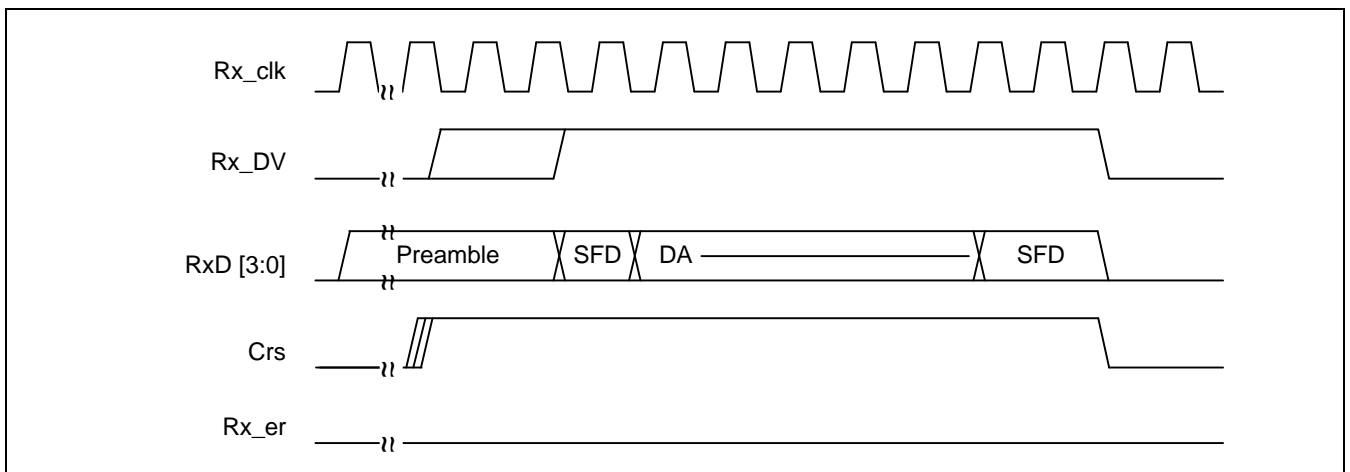 Rx_clk
Rx_DV
RxD [3:0]
Preamble SFD DA SFD
Crs
Rx_er